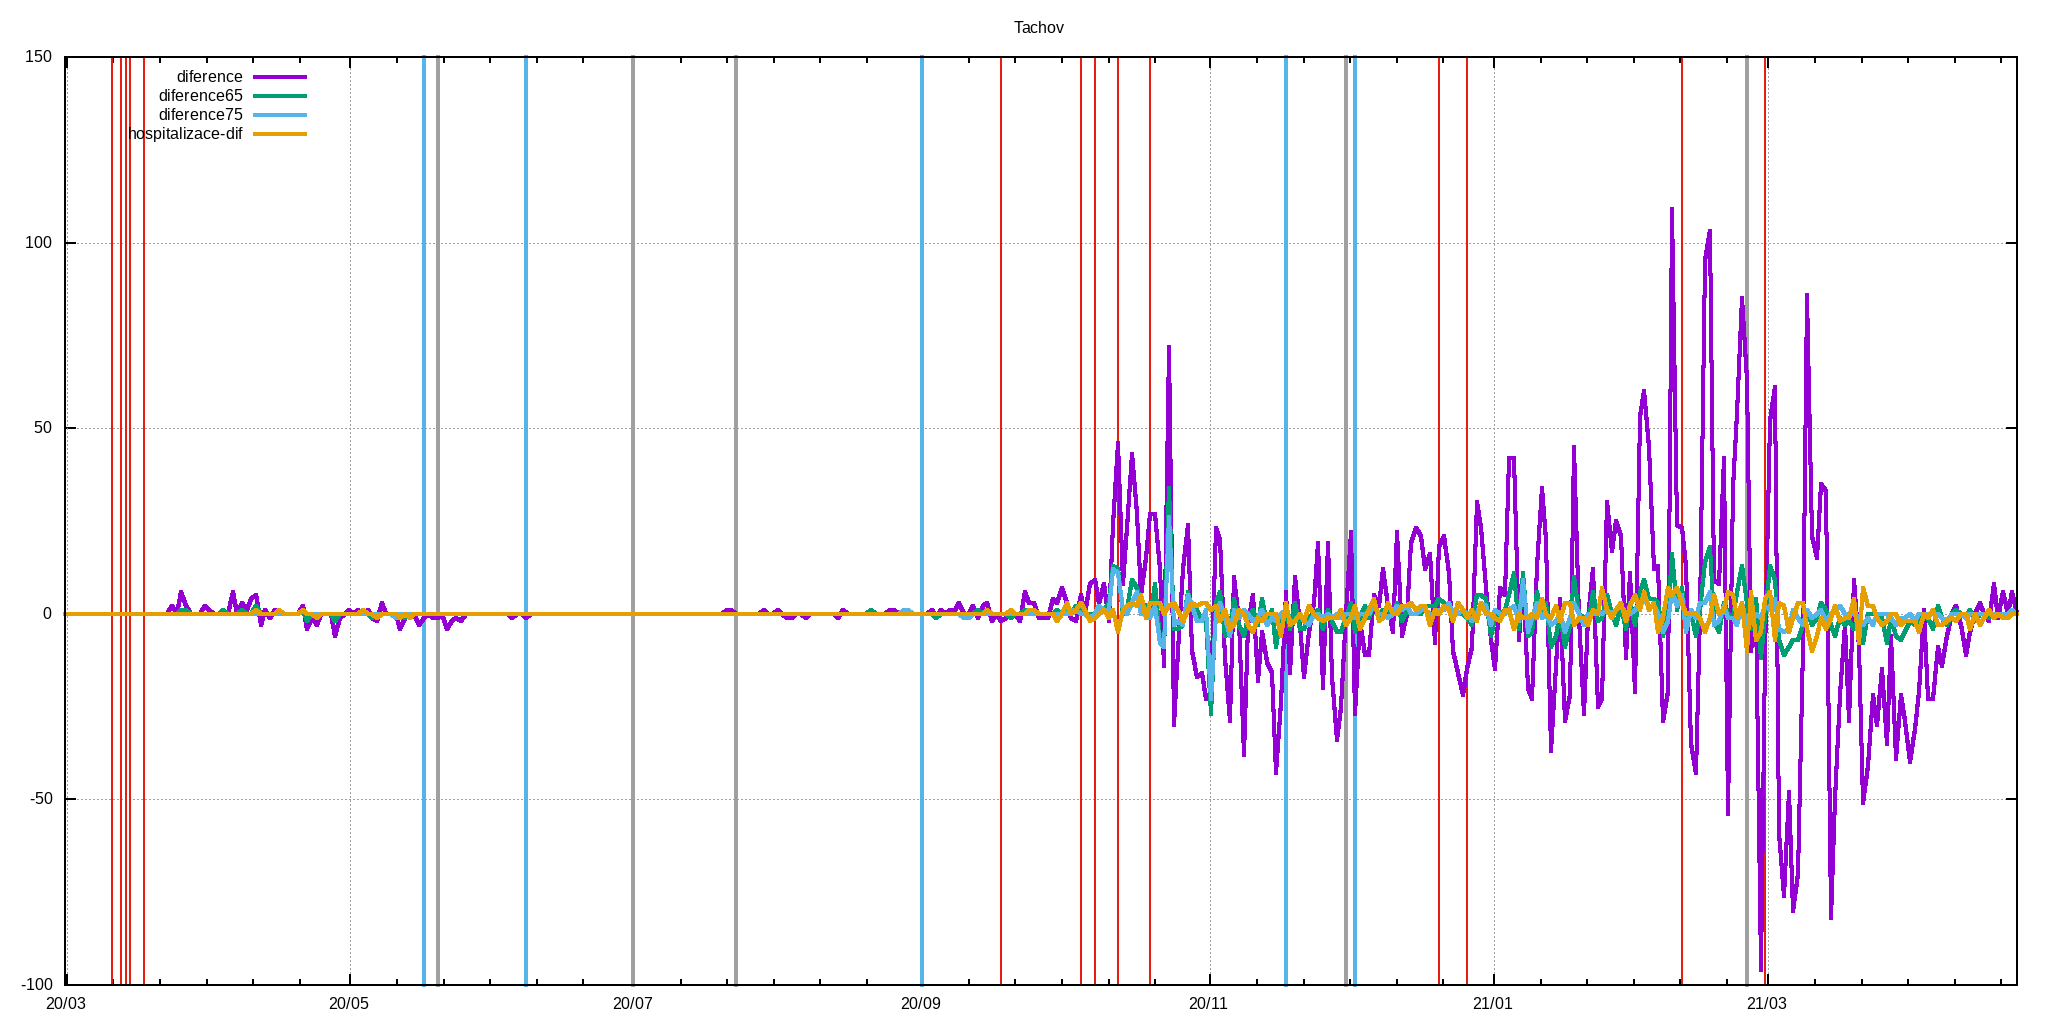 Tachov
150
100
50
0
-50
-100
diference
diference65
diference75
hospitalizace-dif
20/03 20/05 20/07 20/09 20/11 21/01 21/03